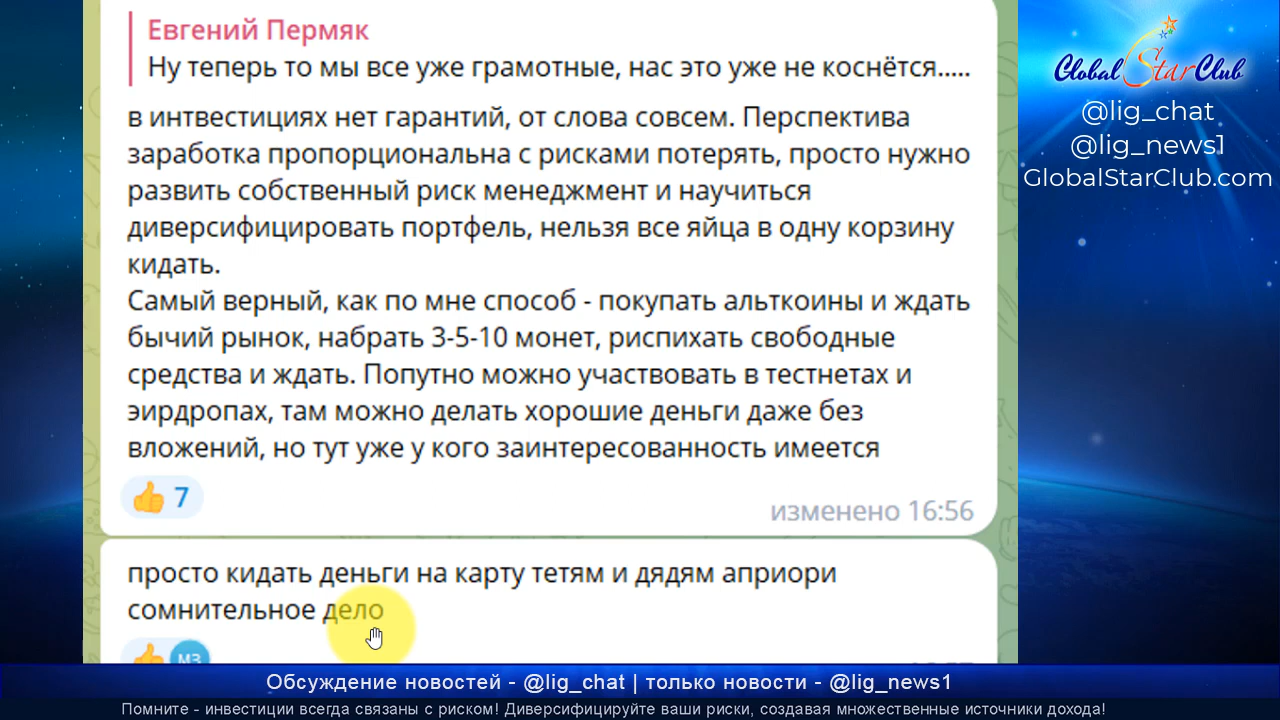 Евгений Пермяк
Ну теперь то мы все уже грамотные, нас это уже не коснётся.....
в интвестициях нет гарантий, от слова совсем. Перспектива
заработка пропорциональна с рисками потерять, просто нужно
развить собственный риск менеджмент и научиться
диверсифицировать портфель, нельзя все яйца в одну корзину
кидать.
Самый верный, как по мне способ - покупать альткоины и ждать
бычий рынок, набрать 3-5-10 монет, риспихать свободные
средства и ждать. Попутно можно участвовать в тестнетах и
эирдропах, там можно делать хорошие деньги даже без
вложений, но тут уже у кого заинтересованность имеется
7
изменено 16:56
просто кидать деньги на карту тетям и дядям априори
сомнительное дело
МЗ
Global Star Club
@lig_chat
@lig_news1
GlobalStarClub.com
Обсуждение новостей - @lig_chat | только новости - @lig_news1
Помните - инвестиции всегда связаны с риском! Диверсифицируйте ваши риски, создавая множественные источники дохода!